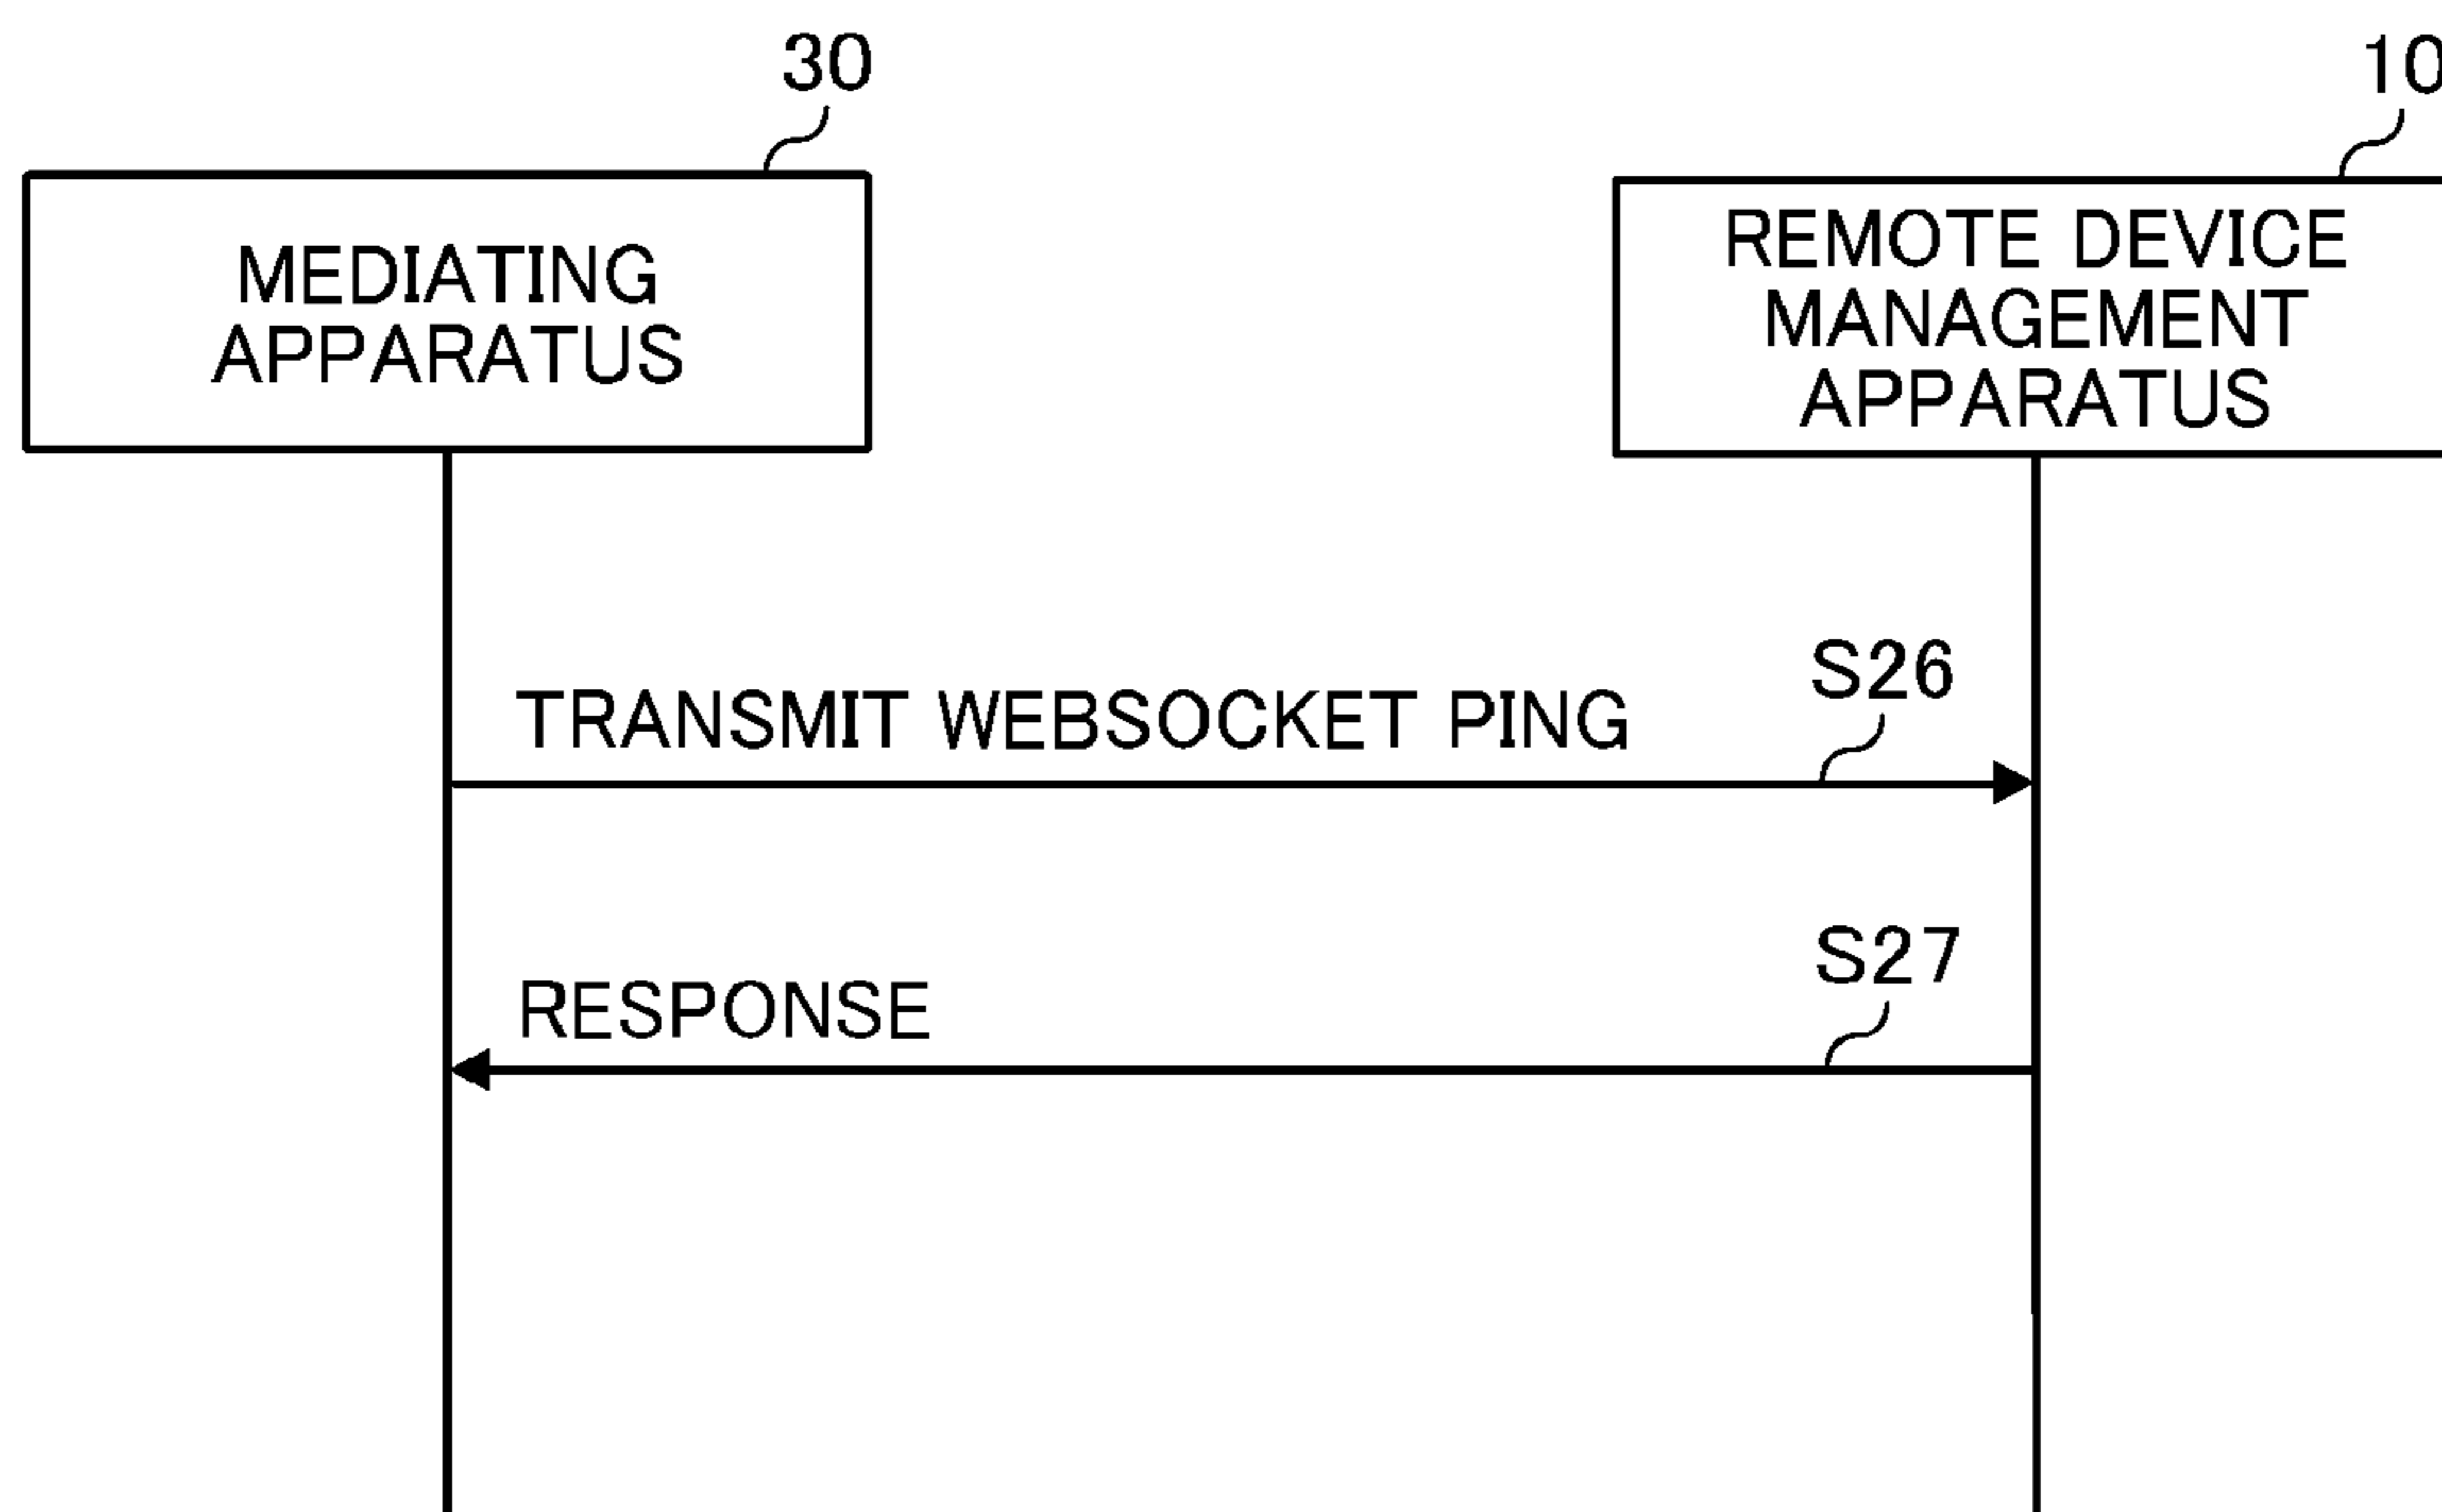 30
10
MEDIATING
APPARATUS
REMOTE DEVICE
MANAGEMENT
APPARATUS
S26
TRANSMIT WEBSOCKET PING
S27
RESPONSE